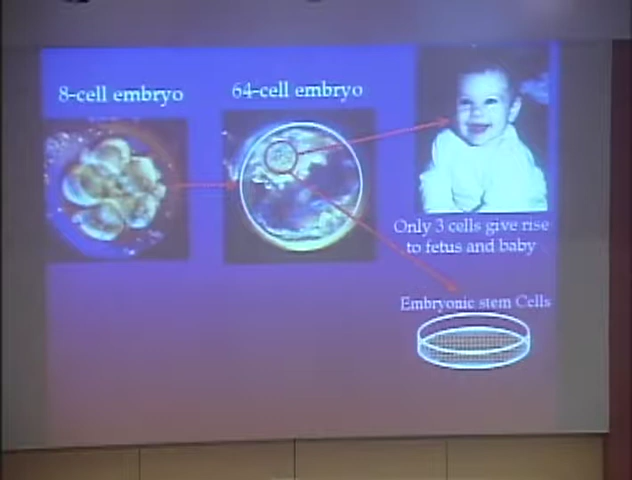 8-cell embryo
64-cell embryo
Only 3 cells give rise
to fetus and baby
Embryonic stem Cells